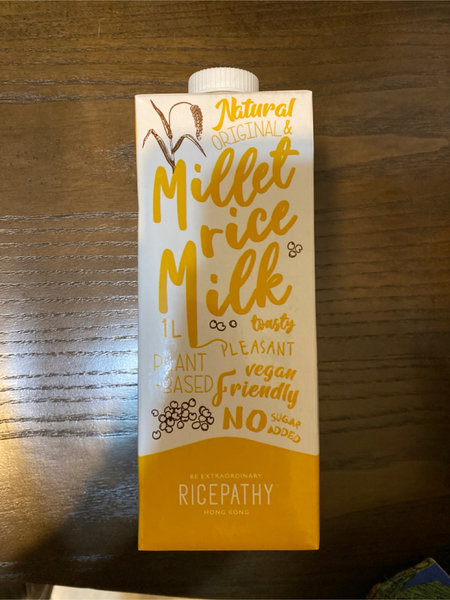 Natural
ORIGINAL &
Millet
rice
Milk
1L
toasty
PLEASANT
PLANT
-BASED
vegan
Friendly
NO SUGAR
ADDED
BE EXTRAORDINARY
RICEPATHY™
HONG KONG